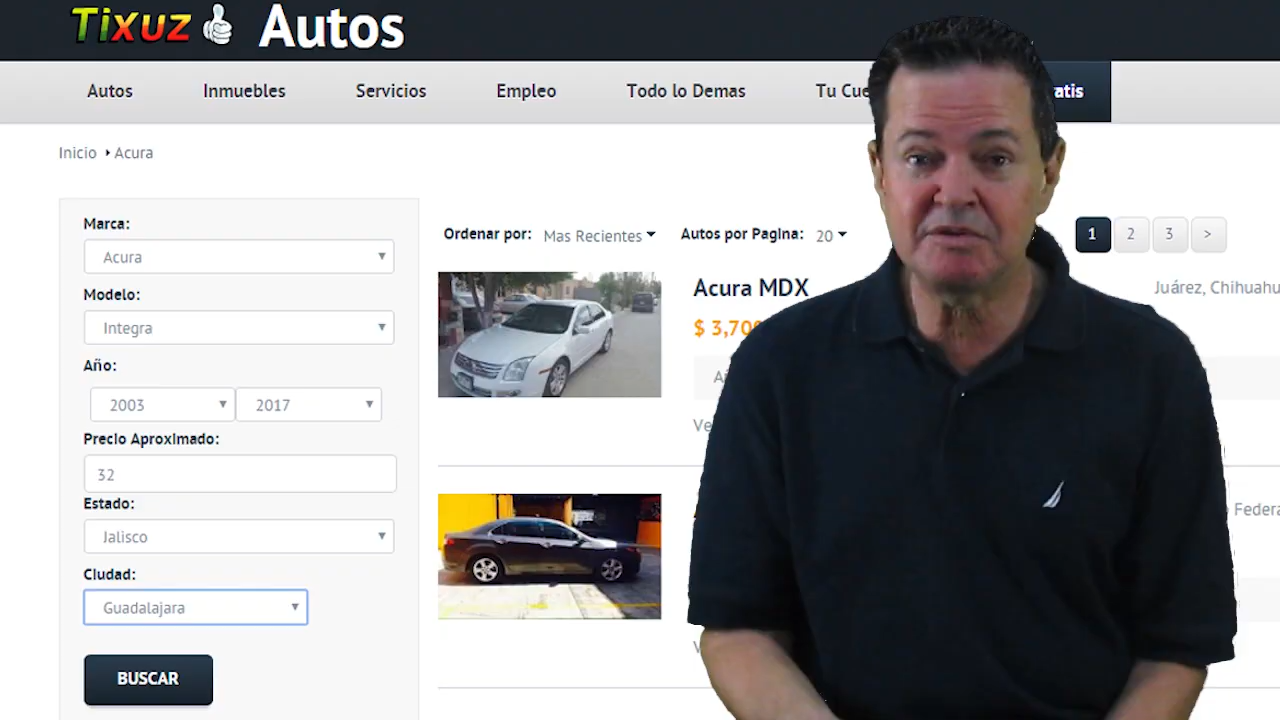 Tixuz Autos
Autos Inmuebles Servicios Empleo Todo lo Demas Tu Cue atis
Inicio Acura
Marca:
Acura
Modelo:
Integra
Año:
2003 2017
Precio Aproximado:
32
Estado:
Jalisco
Ciudad:
Guadalajara
BUSCAR
Ordenar por: Mas Recientes Autos por Pagina: 20 1 2 3 >
Acura MDX Juárez, Chihuahu
$ 3,700
Federa